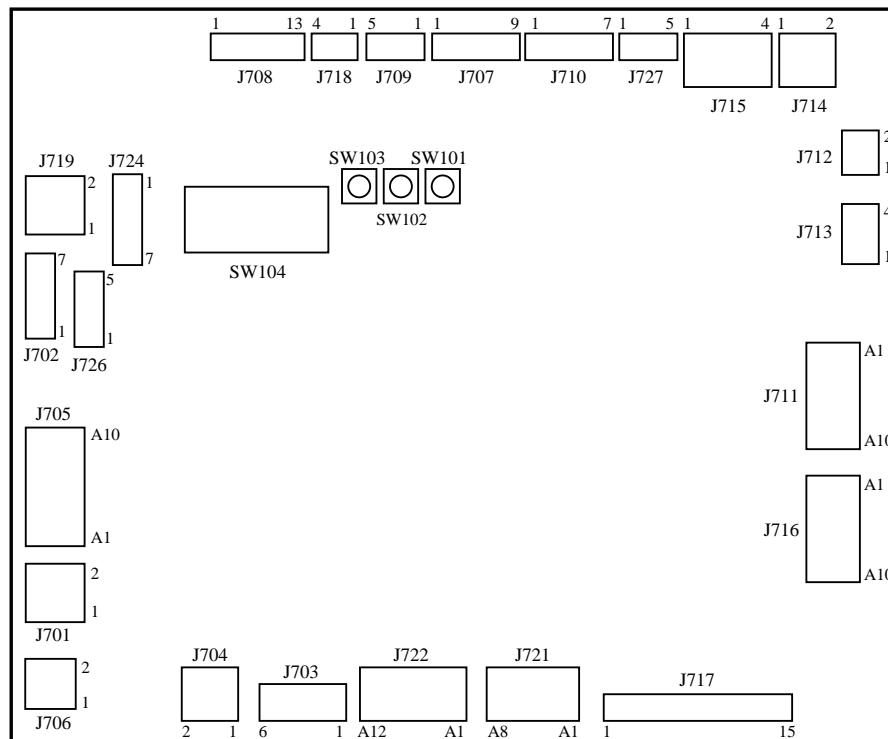 1 13 4 1 5 1 1 9 1 7 1 5 1 4 1 2
J708 J718 J709 J707 J710 J727 J715 J714
J712 2
1
J719 J724 SW103 SW101
2 1
SW102
1 7
J713 4
1
SW104
7 5
1 1
J702 J726
A1
J711
A10
J705
A10
A1
A1
J716
A10
2
1
J701
J704 J703 J722 J721 J717
2
1
J706
2 1 6 1 A12 A1 A8 A1 1 15